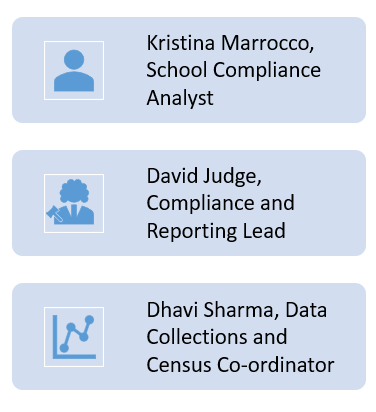 Kristina Marrocco,
School Compliance
Analyst
David Judge,
Compliance and
Reporting Lead
Dhavi Sharma, Data
Collections and
Census Co-ordinator